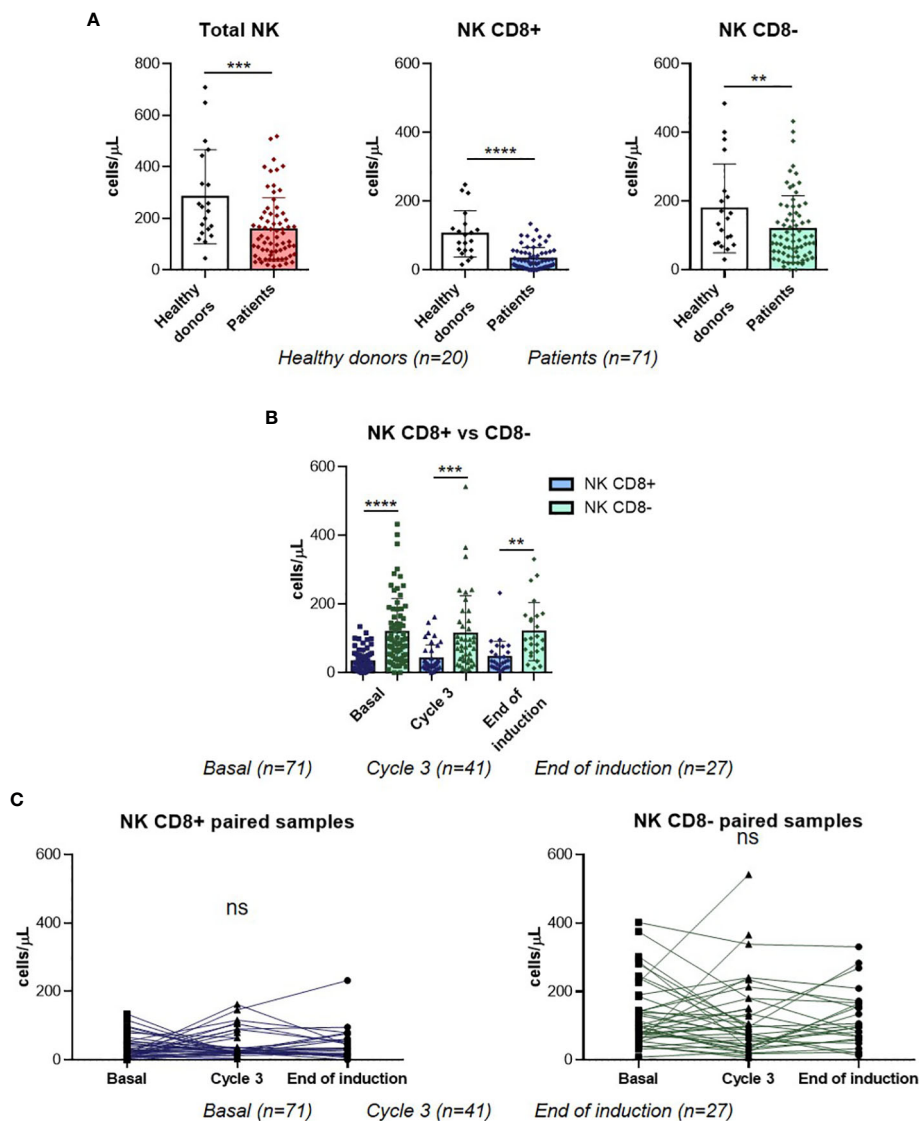 A
Total NK
NK CD8+
NK CD8-
cells/µL
800
600
400
200
0
***
Healthy donors
Patients
cells/µL
600
400
200
0
****
Healthy donors
Patients
cells/µL
600
400
200
0
**
Healthy donors
Patients
Healthy donors (n=20) Patients (n=71)
B
NK CD8+ vs CD8-
cells/µL
600
400
200
0
****
***
**
NK CD8+
NK CD8-
Basal
Cycle 3
End of induction
Basal (n=71) Cycle 3 (n=41) End of induction (n=27)
C
NK CD8+ paired samples
cells/µL
600
400
200
0
ns
Basal Cycle 3 End of induction
NK CD8- paired samples
ns
cells/µL
600
400
200
0
Basal Cycle 3 End of induction
Basal (n=71) Cycle 3 (n=41) End of induction (n=27)